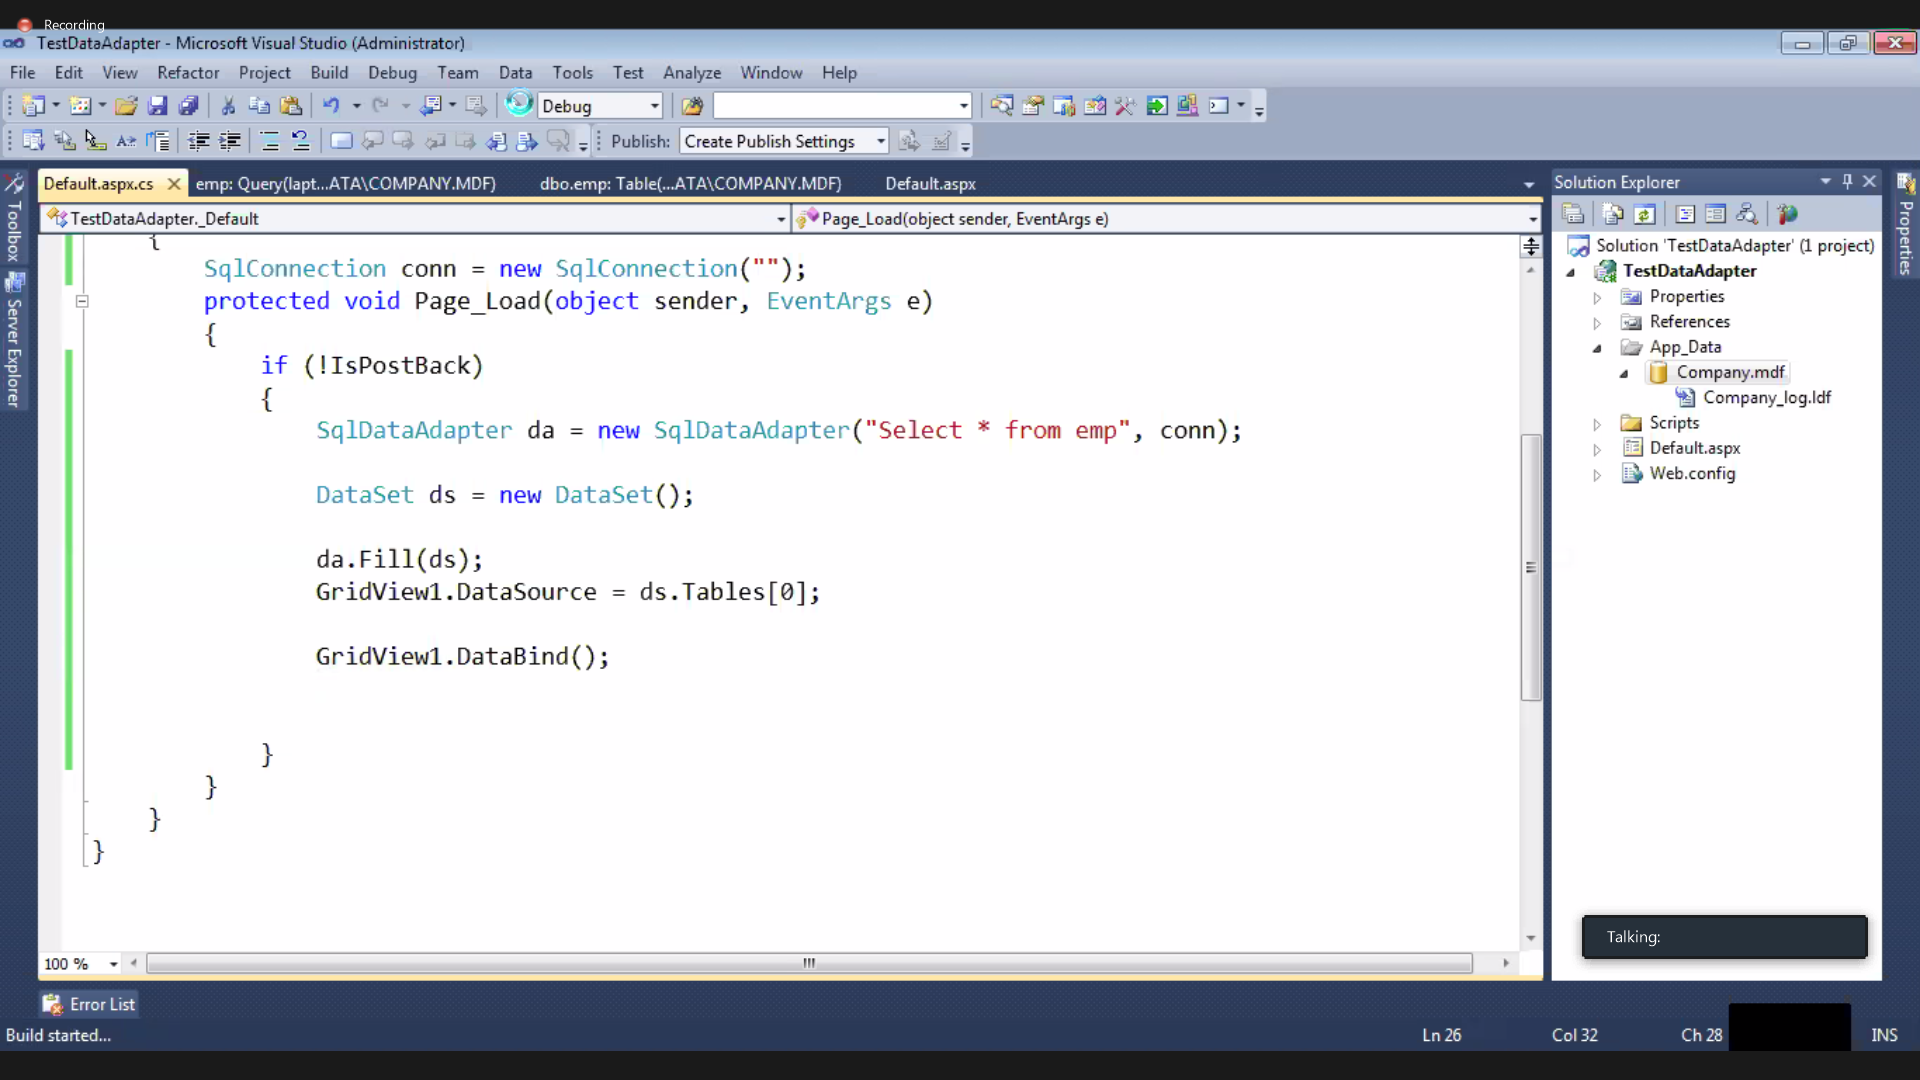 Recording
TestDataAdapter - Microsoft Visual Studio (Administrator)
File Edit View Refactor Project Build Debug Team Data Tools Test Analyze Window Help
Debug
Publish: Create Publish Settings
Default.aspx.cs emp: Query(lapt...ATA\COMPANY.MDF) dbo.emp: Table(...ATA\COMPANY.MDF) Default.aspx
TestDataAdapter._Default Page_Load(object sender, EventArgs e)
{
SqlConnection conn = new SqlConnection("");
protected void Page_Load(object sender, EventArgs e)
{
if (!IsPostBack)
{
SqlDataAdapter da = new SqlDataAdapter("Select * from emp", conn);
DataSet ds = new DataSet();
da.Fill(ds);
GridView1.DataSource = ds.Tables[0];
GridView1.DataBind();
}
}
}
}
100 %
Toolbox
Server Explorer
Solution Explorer
Solution 'TestDataAdapter' (1 project)
TestDataAdapter
Properties
References
App_Data
Company.mdf
Company_log.ldf
Scripts
Default.aspx
Web.config
Properties
Talking:
Error List
Build started...
Ln 26 Col 32 Ch 28 INS